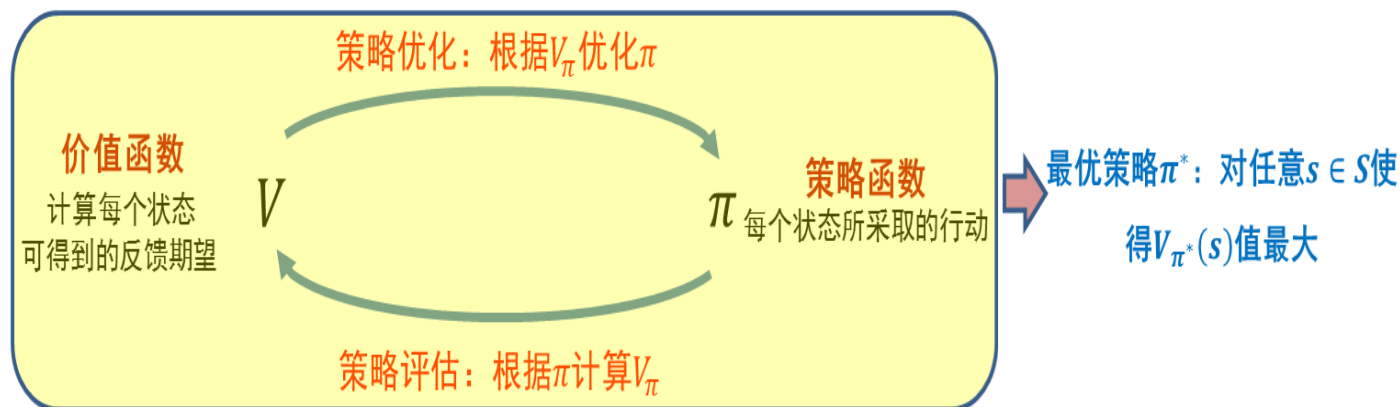 策略优化：根据Vπ优化π
价值函数
计算每个状态
可得到的反馈期望
V
π
策略函数
每个状态所采取的行动
策略评估：根据π计算Vπ
最优策略π*：对任意s ∈ S使
得Vπ*(s)值最大